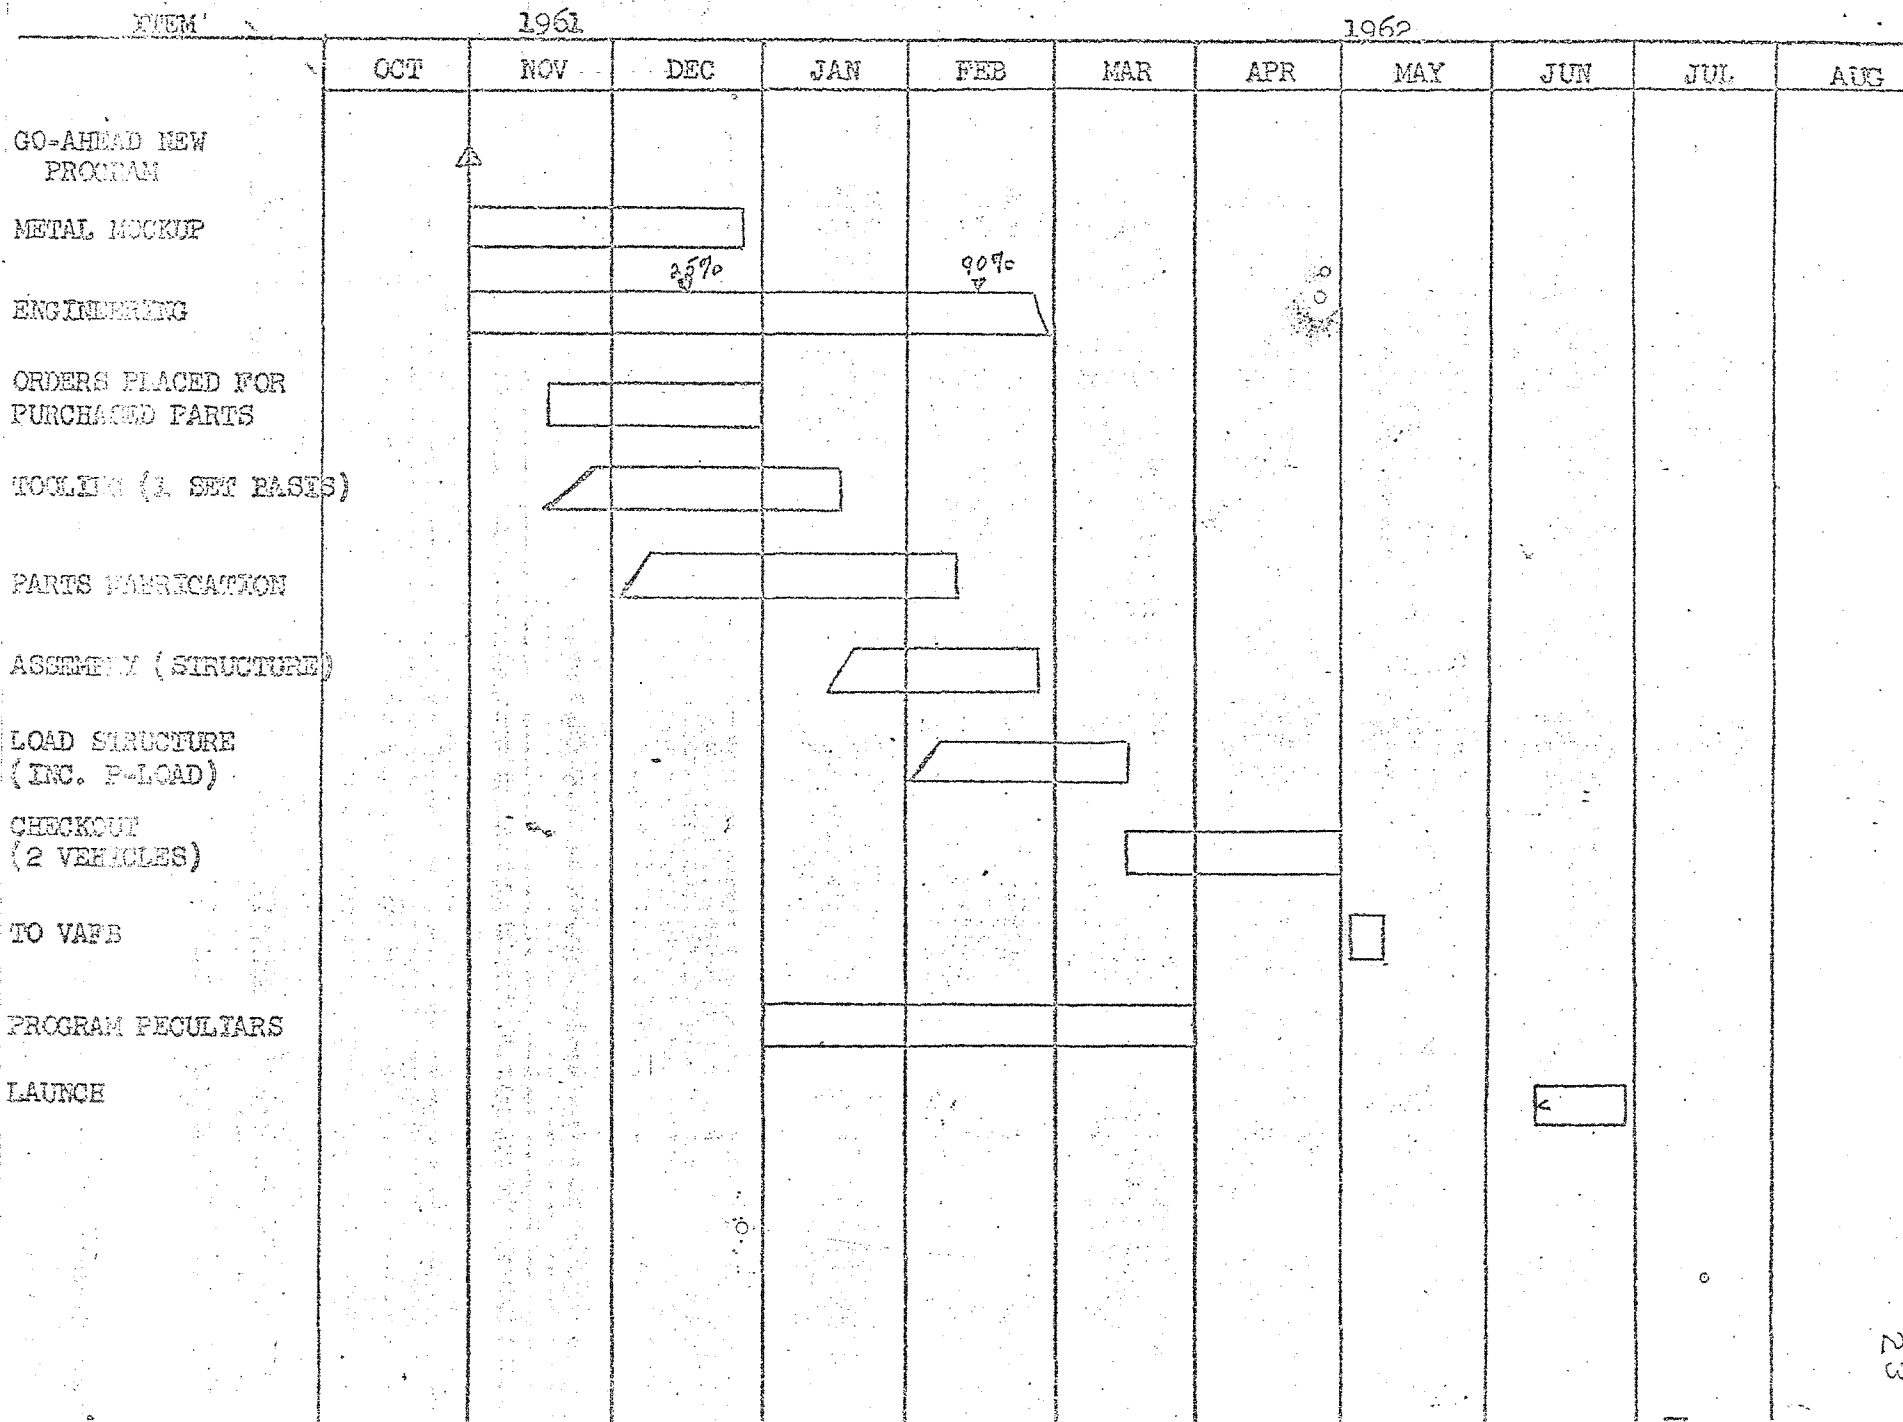 ITEM 1961 1962
OCT NOV DEC JAN FEB MAR APR MAY JUN JUL AUG
GO-AHEAD NEW
PROGRAM
METAL MOCKUP
25% 90%
ENGINEERING
ORDERS PLACED FOR
PURCHASED PARTS
TOOLING (1 SET BASIS)
PARTS FABRICATION
ASSEMBLY (STRUCTURE)
LOAD STRUCTURE
(INC. P-LOAD)
CHECKOUT
(2 VEHICLES)
TO VAFB
PROGRAM PECULIARS
LAUNCH
23